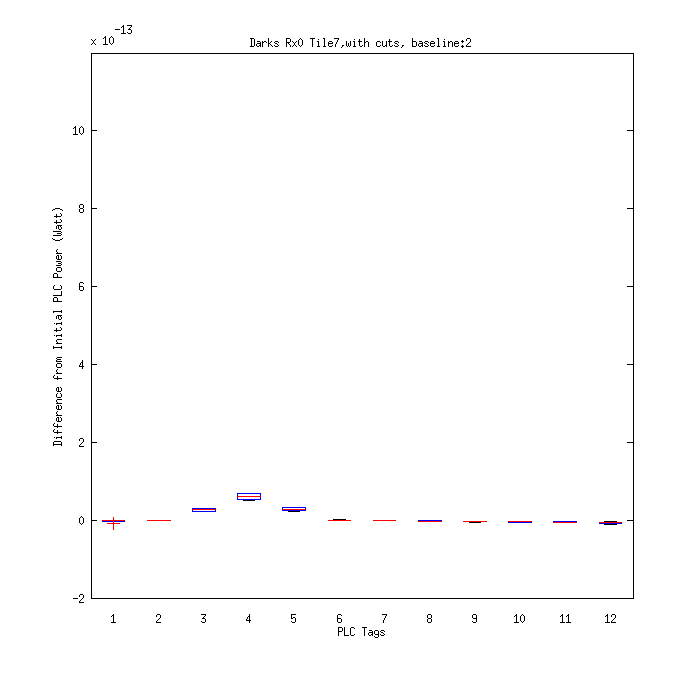 x 10 -13
Darks Rx0 Tile7,with cuts, baseline:2
10
8
6
4
2
0
-2
Difference from Initial PLC Power (Watt)
1 2 3 4 5 6 7 8 9 10 11 12
PLC Tags